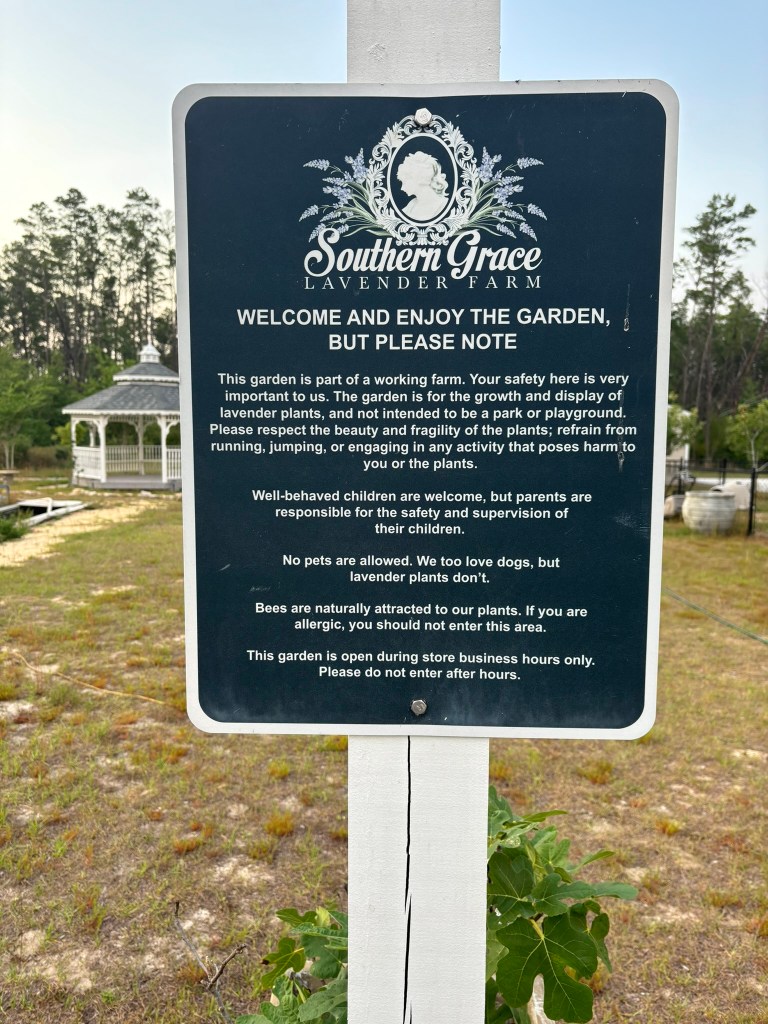 Southern Grace
LAVENDER FARM
WELCOME AND ENJOY THE GARDEN,
BUT PLEASE NOTE
This garden is part of a working farm. Your safety here is very
important to us. The garden is for the growth and display of
lavender plants, and not intended to be a park or playground.
Please respect the beauty and fragility of the plants; refrain from
running, jumping, or engaging in any activity that poses harm to
you or the plants.
Well-behaved children are welcome, but parents are
responsible for the safety and supervision of
their children.
No pets are allowed. We too love dogs, but
lavender plants don't.
Bees are naturally attracted to our plants. If you are
allergic, you should not enter this area.
This garden is open during store business hours only.
Please do not enter after hours.